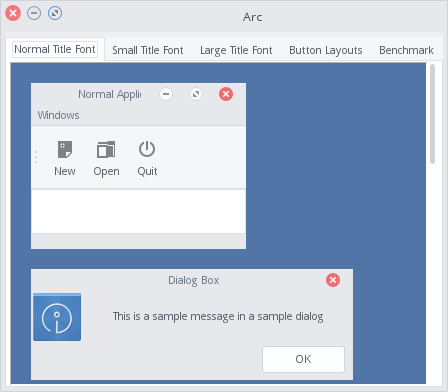 Arc
Normal Title Font Small Title Font Large Title Font Button Layouts Benchmark
Normal Appli
Windows
New Open Quit
Dialog Box
This is a sample message in a sample dialog
OK